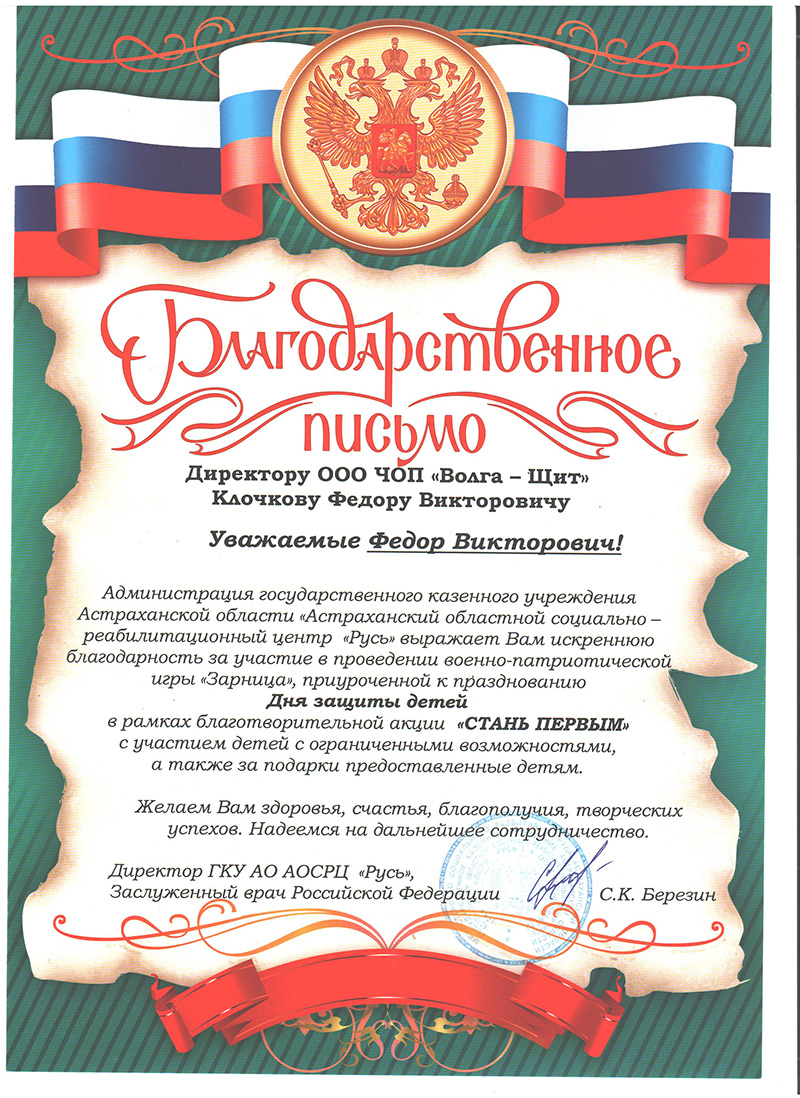 Благодарственное
письмо
Директору ООО ЧОП «Волга – Щит»
Клочкову Федору Викторовичу
Уважаемые Федор Викторович!
Администрация государственного казенного учреждения
Астраханской области «Астраханский областной социально –
реабилитационный центр «Русь» выражает Вам искреннюю
благодарность за участие в проведении военно-патриотической
игры «Зарница», приуроченной к празднованию
Дня защиты детей
в рамках благотворительной акции «СТАНЬ ПЕРВЫМ»
с участием детей с ограниченными возможностями,
а также за подарки предоставленные детям.
Желаем Вам здоровья, счастья, благополучия, творческих
успехов. Надеемся на дальнейшее сотрудничество.
Директор ГКУ АО АОСРЦ «Русь»,
Заслуженный врач Российской Федерации С.К. Березин